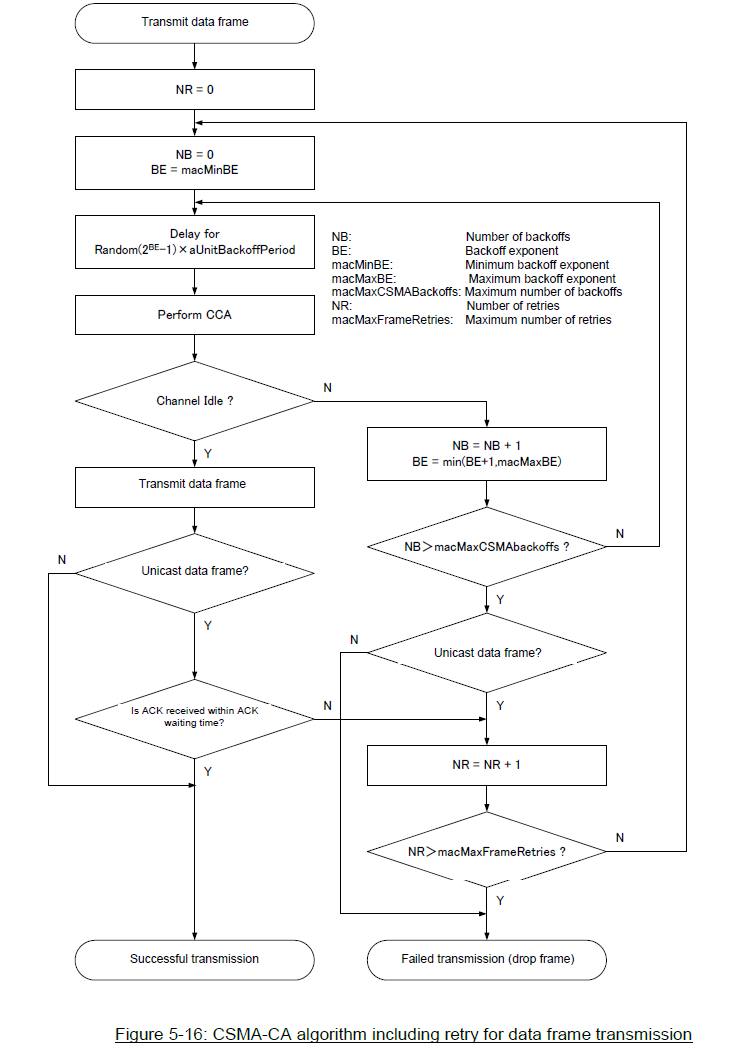 Transmit data frame
NR = 0
NB = 0
BE = macMinBE
Delay for
Random(2^BE−1)×aUnitBackoffPeriod
NB: Number of backoffs
BE: Backoff exponent
macMinBE: Minimum backoff exponent
macMaxBE: Maximum backoff exponent
macMaxCSMABackoffs: Maximum number of backoffs
NR: Number of retries
macMaxFrameRetries: Maximum number of retries
Perform CCA
Channel Idle ?
N
Y
NB = NB + 1
BE = min(BE+1,macMaxBE)
Transmit data frame
NB＞macMaxCSMAbackoffs ?
N
Y
Unicast data frame?
N
Y
Unicast data frame?
N
Y
Is ACK received within ACK
waiting time?
N
Y
NR = NR + 1
NR＞macMaxFrameRetries ?
N
Y
Successful transmission
Failed transmission (drop frame)
Figure 5-16: CSMA-CA algorithm including retry for data frame transmission